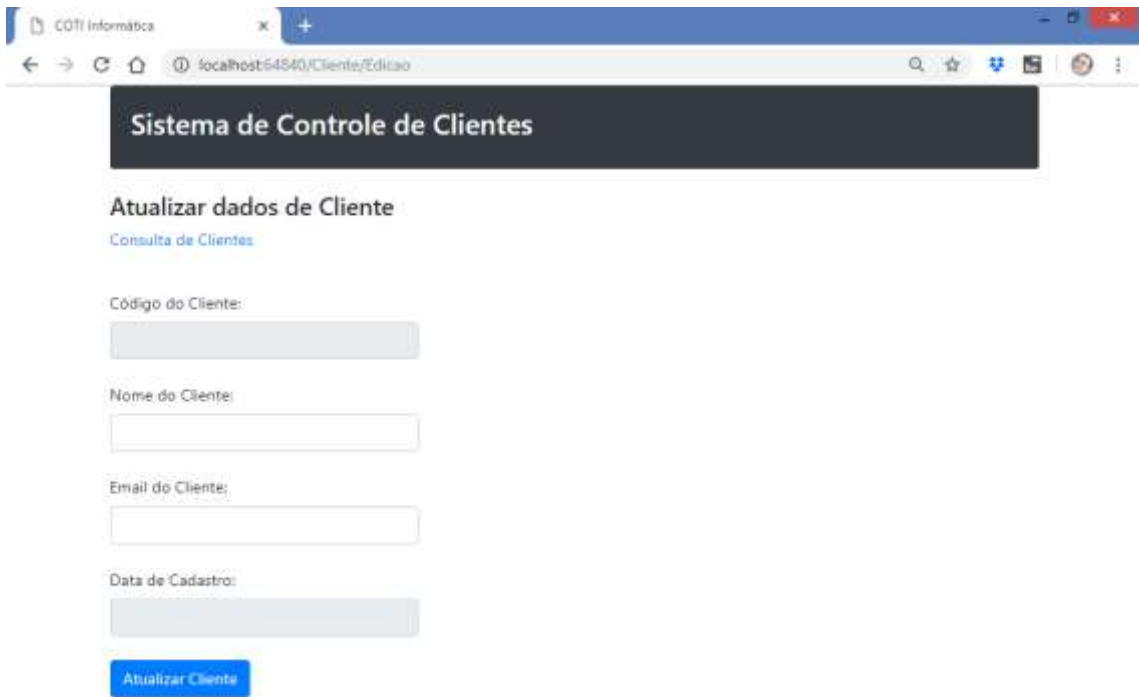 COTI Informática
localhost:64840/Cliente/Edicao
Sistema de Controle de Clientes
Atualizar dados de Cliente
Consulta de Clientes
Código do Cliente:
Nome do Cliente:
Email do Cliente:
Data de Cadastro:
Atualizar Cliente